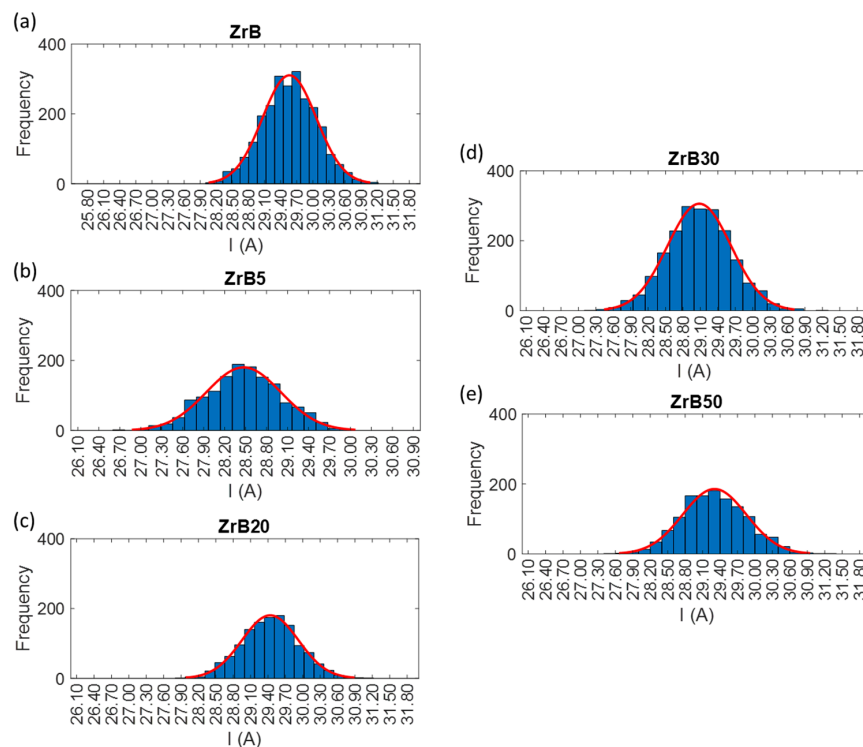 (a)
ZrB
400
200
0
Frequency
25.80 26.10 26.40 26.70 27.00 27.30 27.60 27.90 28.20 28.50 28.80 29.10 29.40 29.70 30.00 30.30 30.60 30.90 31.20 31.50 31.80
I (A)
(b)
ZrB5
400
200
0
Frequency
26.10 26.40 26.70 27.00 27.30 27.60 27.90 28.20 28.50 28.80 29.10 29.40 29.70 30.00 30.30 30.60 30.90
I (A)
(c)
ZrB20
400
200
0
Frequency
26.10 26.40 26.70 27.00 27.30 27.60 27.90 28.20 28.50 28.80 29.10 29.40 29.70 30.00 30.30 30.60 30.90 31.20 31.50 31.80
I (A)
(d)
ZrB30
400
200
0
Frequency
26.10 26.40 26.70 27.00 27.30 27.60 27.90 28.20 28.50 28.80 29.10 29.40 29.70 30.00 30.30 30.60 30.90 31.20 31.50 31.80
I (A)
(e)
ZrB50
400
200
0
Frequency
26.10 26.40 26.70 27.00 27.30 27.60 27.90 28.20 28.50 28.80 29.10 29.40 29.70 30.00 30.30 30.60 30.90 31.20 31.50 31.80
I (A)